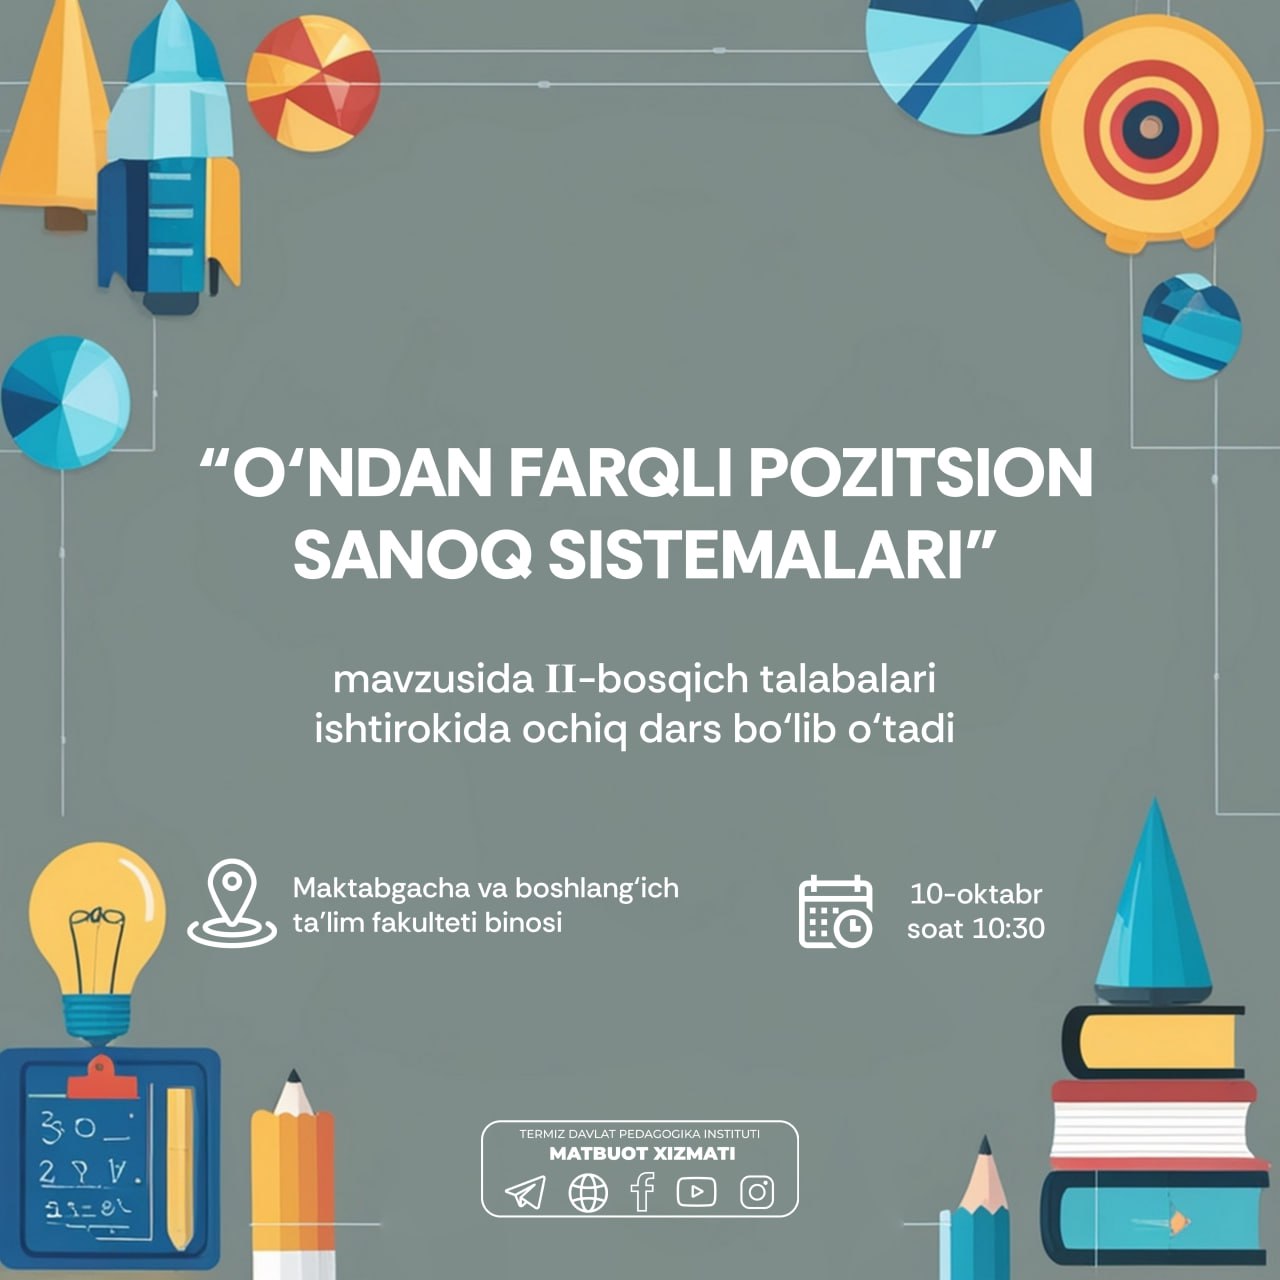 “O‘NDAN FARQLI POZITSION
SANOQ SISTEMALARI”
mavzusida II-bosqich talabalari
ishtirokida ochiq dars bo‘lib o‘tadi
Maktabgacha va boshlang‘ich
ta’lim fakulteti binosi
10-oktabr
soat 10:30
TERMIZ DAVLAT PEDAGOGIKA INSTITUTI
MATBUOT XIZMATI